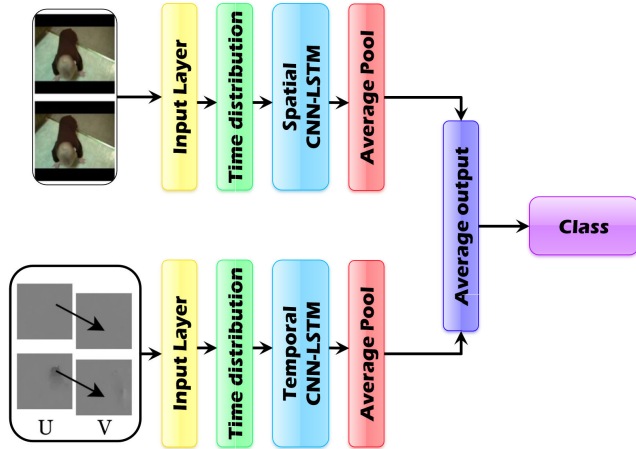 Input Layer
Time distribution
Spatial
CNN-LSTM
Average Pool
Average output
Class
Input Layer
Time distribution
Temporal
CNN-LSTM
Average Pool
U V